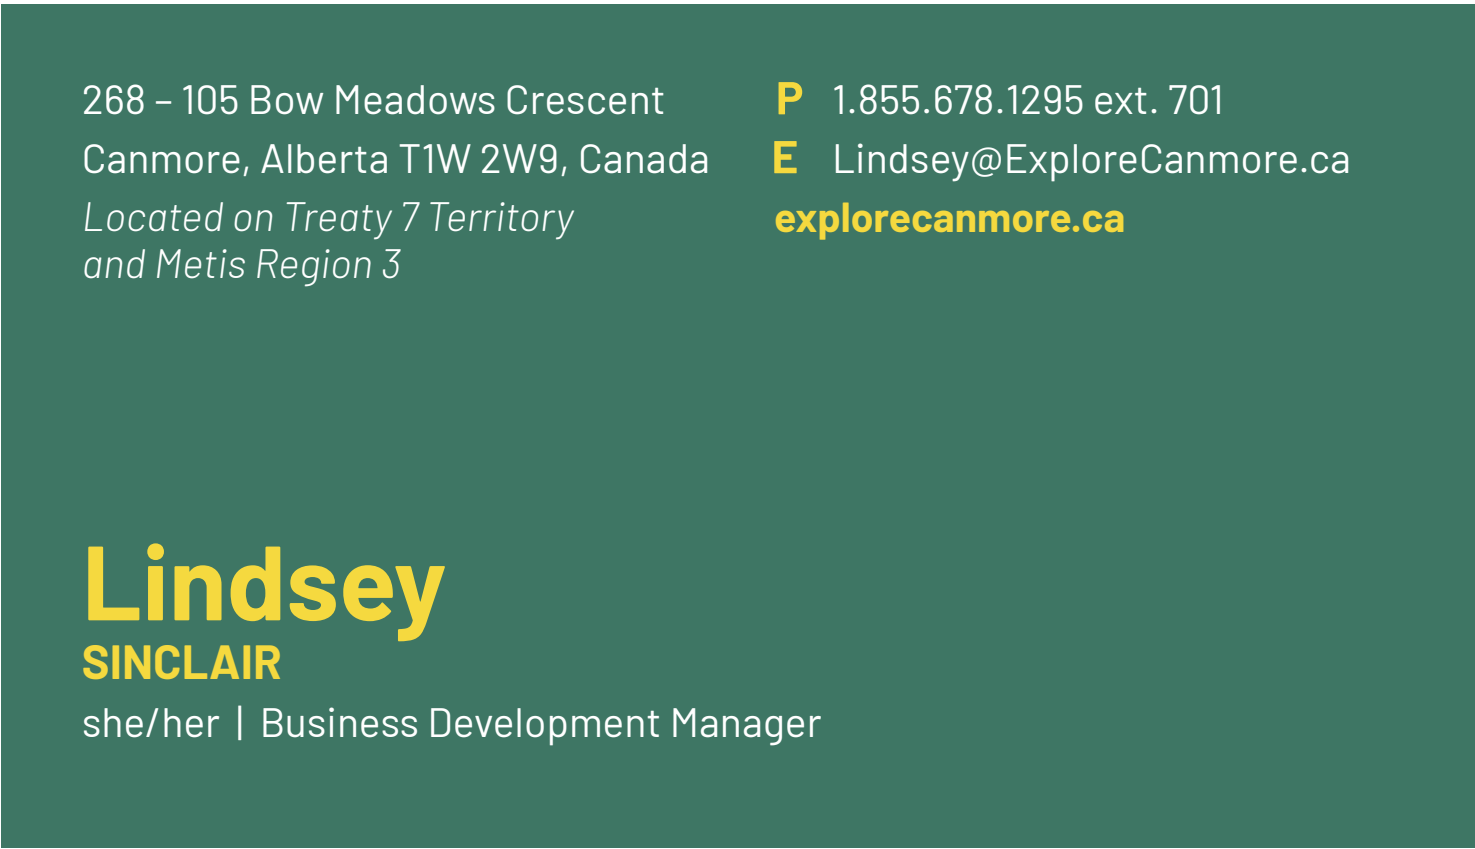 268 – 105 Bow Meadows Crescent
Canmore, Alberta T1W 2W9, Canada
Located on Treaty 7 Territory
and Metis Region 3
P 1.855.678.1295 ext. 701
E Lindsey@ExploreCanmore.ca
explorecanmore.ca
Lindsey
SINCLAIR
she/her | Business Development Manager